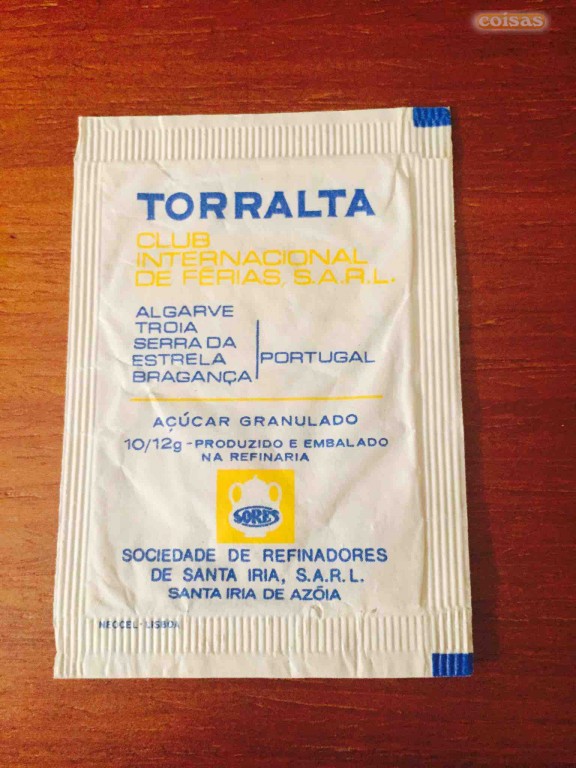 coisas
TORRALTA
CLUB
INTERNACIONAL
DE FÉRIAS, S.A.R.L.
ALGARVE
TROIA
SERRA DA
ESTRELA
PORTUGAL
BRAGANÇA
AÇÚCAR GRANULADO
10/12g - PRODUZIDO E EMBALADO
NA REFINARIA
SORES
SOCIEDADE DE REFINADORES
DE SANTA IRIA, S.A.R.L.
SANTA IRIA DE AZÓIA
NEOCEL - LISBOA